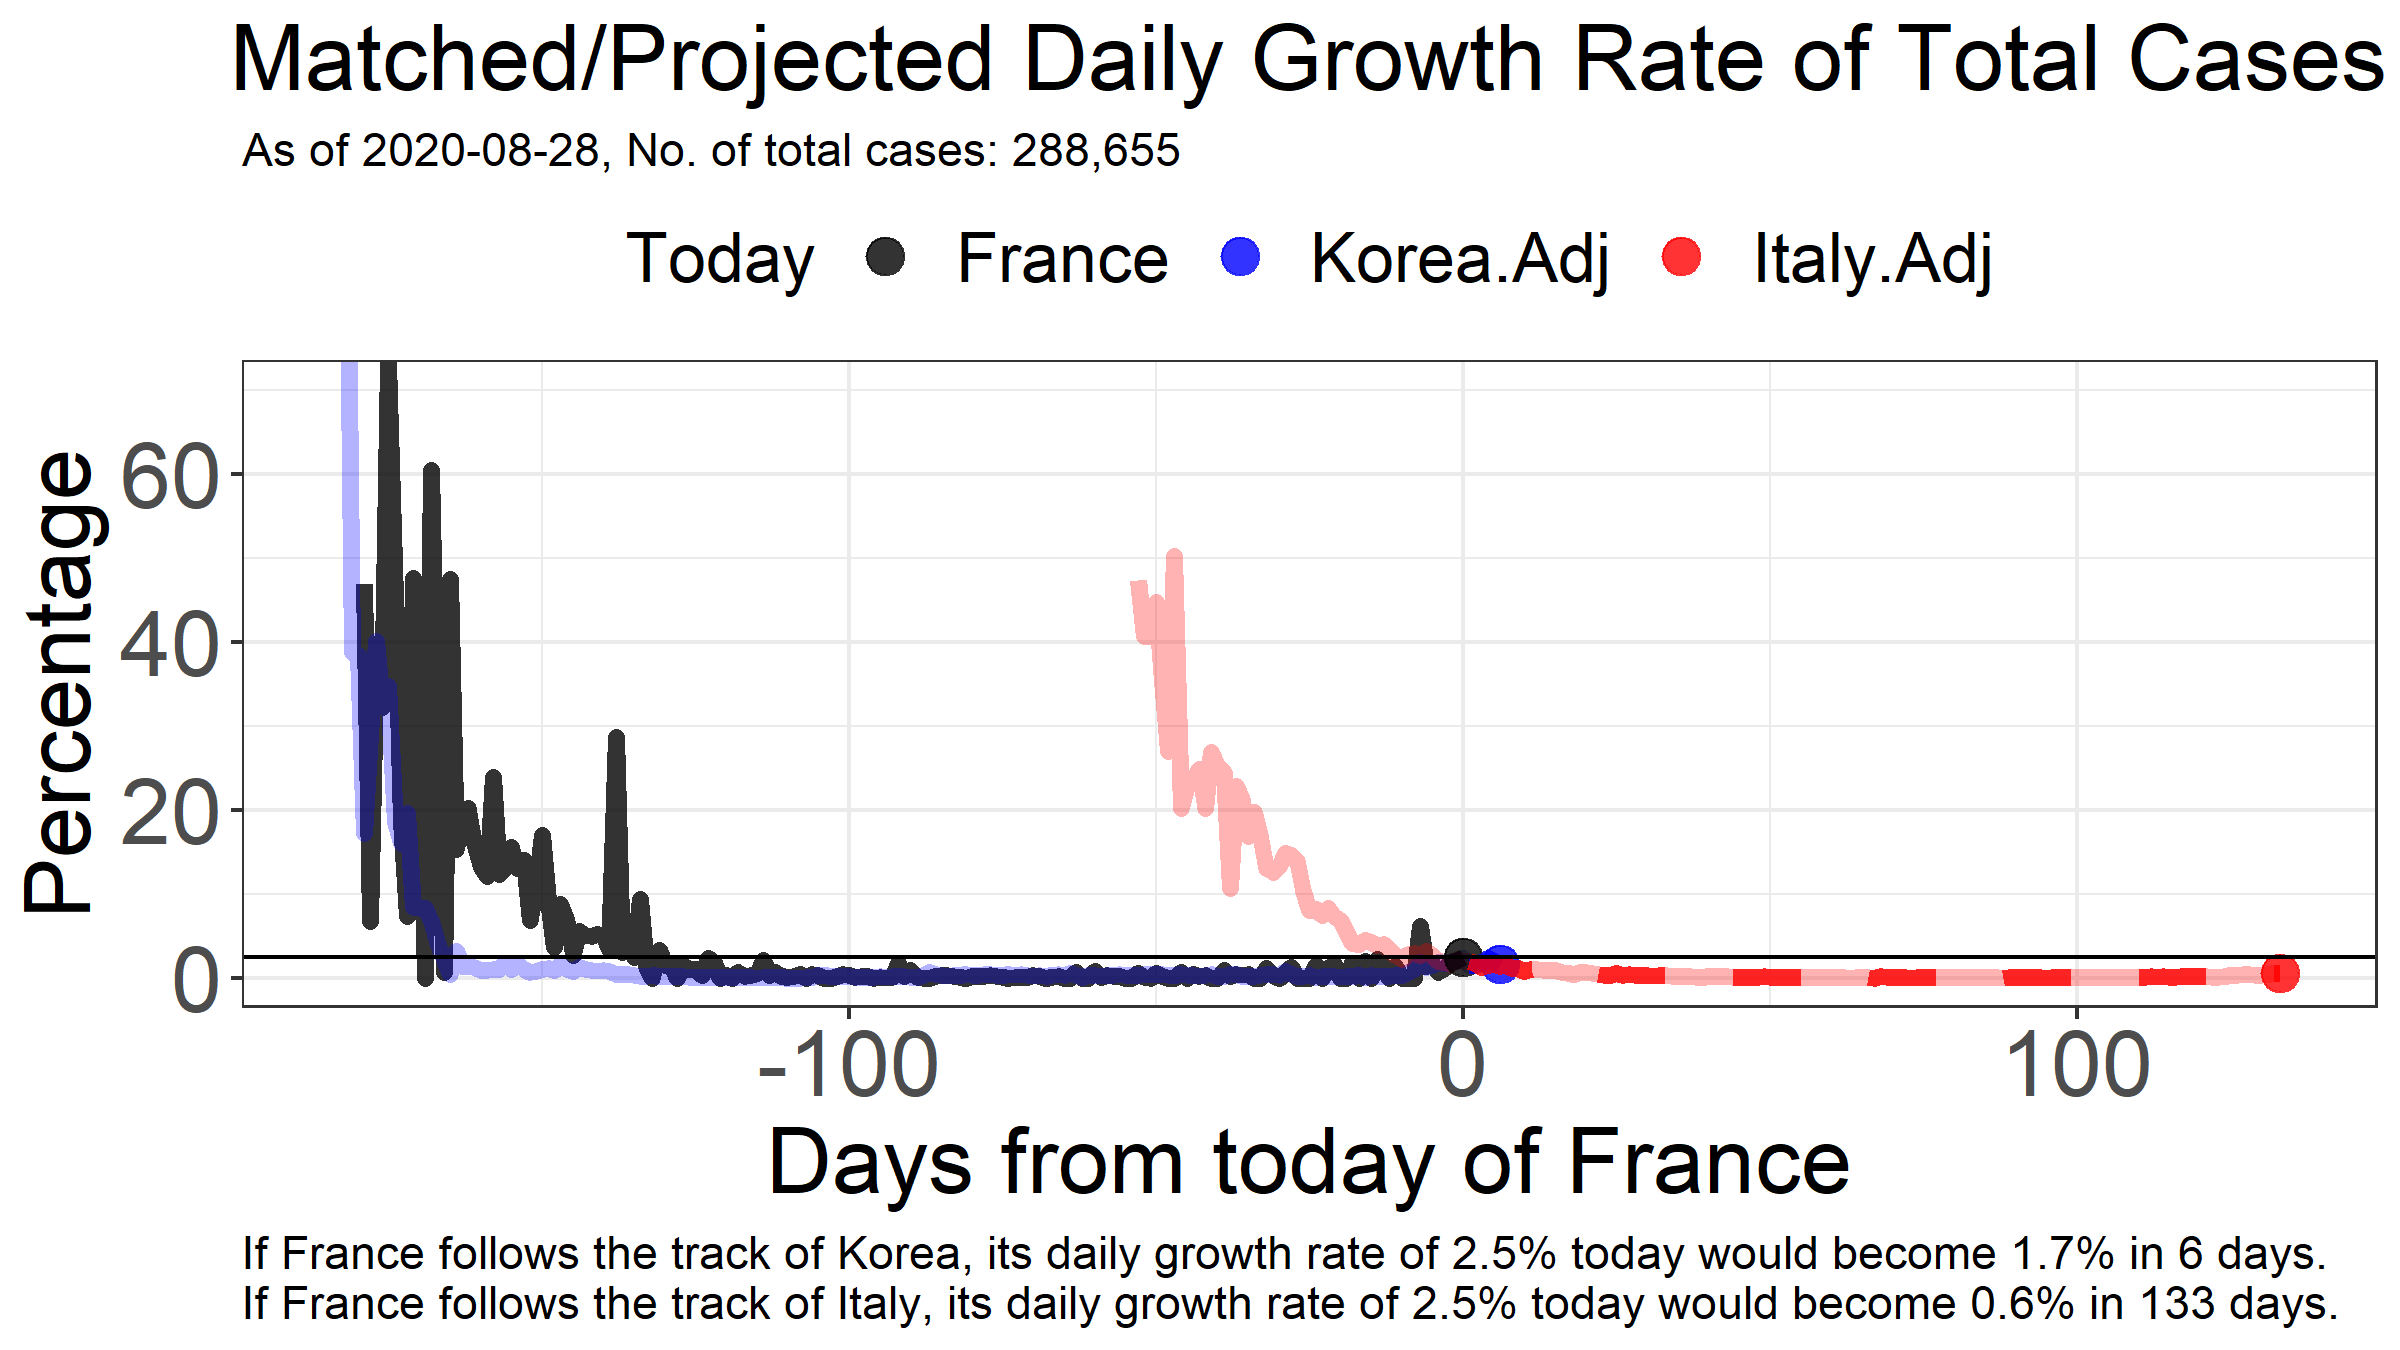 Matched/Projected Daily Growth Rate of Total Cases
As of 2020-08-28, No. of total cases: 288,655
Today France Korea.Adj Italy.Adj
Percentage
60
40
20
0
-100 0 100
Days from today of France
If France follows the track of Korea, its daily growth rate of 2.5% today would become 1.7% in 6 days.
If France follows the track of Italy, its daily growth rate of 2.5% today would become 0.6% in 133 days.